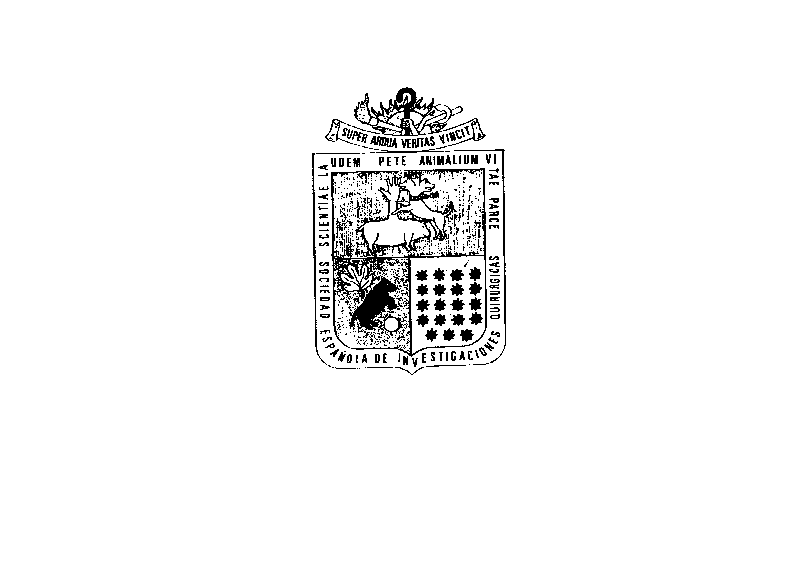 SUPER ARDUA VERITAS VINCIT
SCIENTIAE LAUDEM PETE ANIMALIUM VITAE PARCE
SOCIEDAD ESPAÑOLA DE INVESTIGACIONES QUIRURGICAS